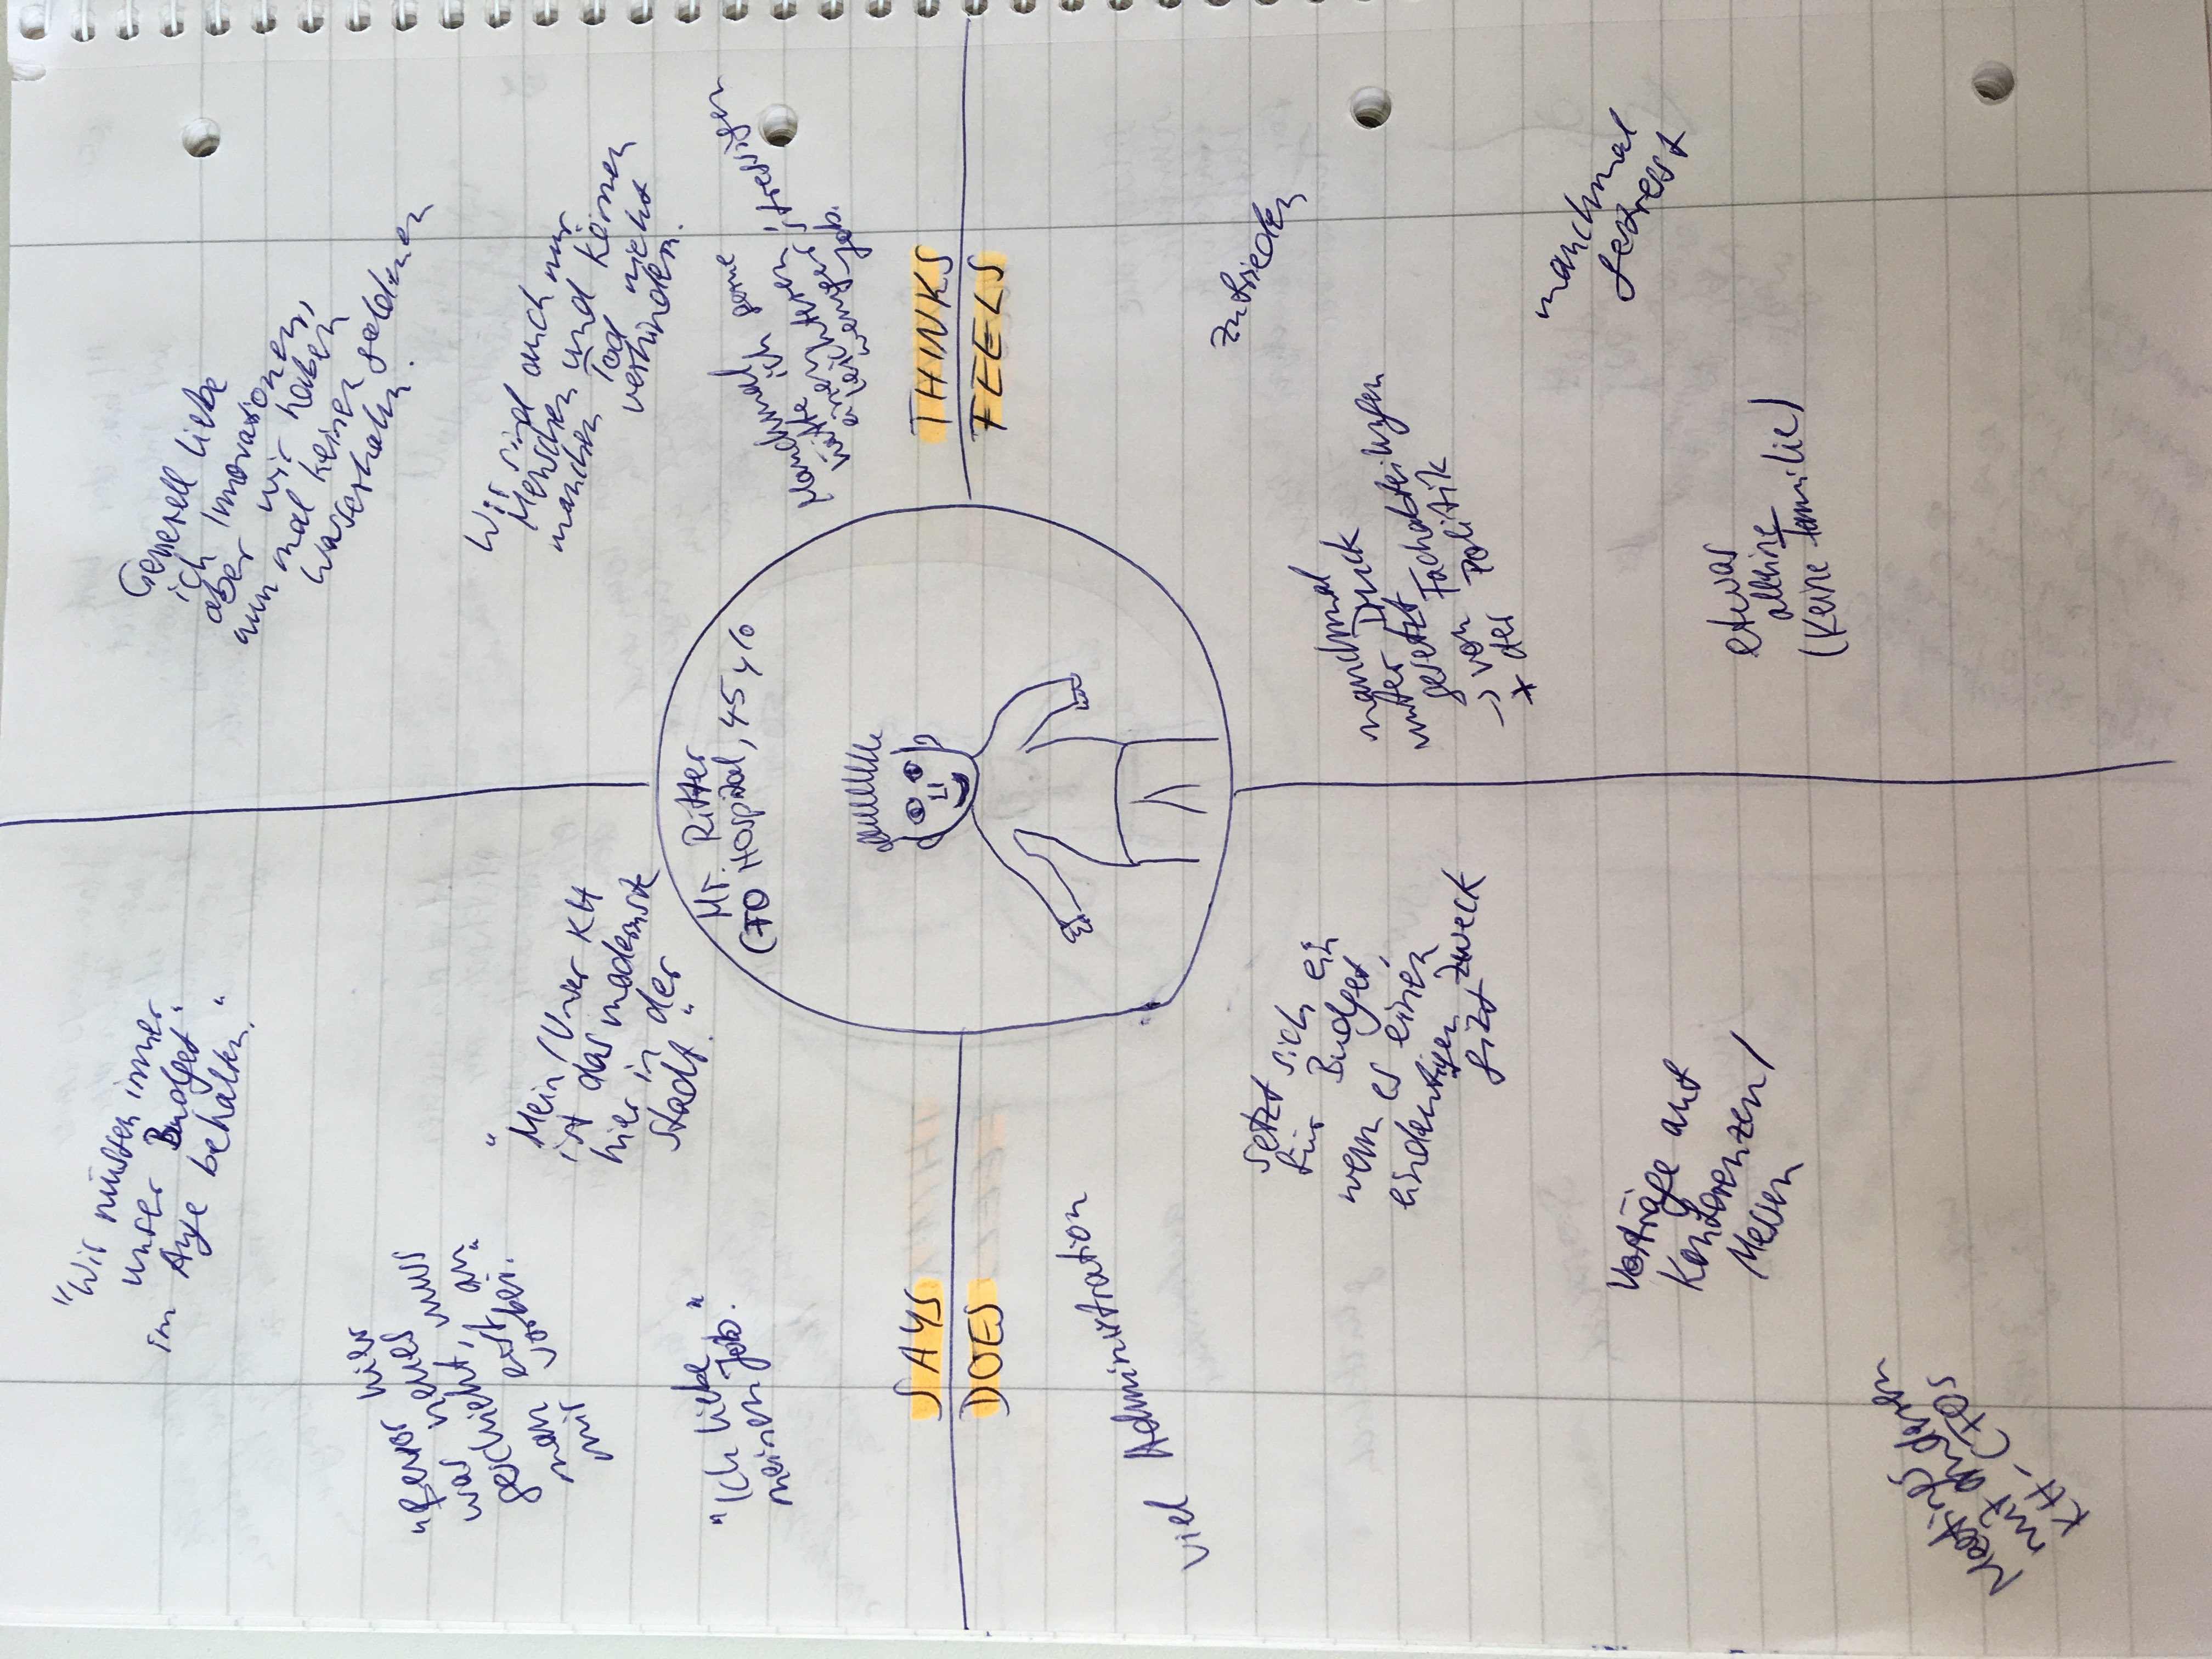 "Wir müssen immer
unser Budget"
im Auge behalten."
"Bevor hier
was neues
geschieht, muss
man erst an
mir vorbei."
"
"Mein / Unser KH
ist das modernste
hier in der
Stadt."
"Ich liebe
meinen Job."
SAYS
Generell liebe
ich Innovationen,
aber wir haben
nun mal keinen goldenen
Wasserhahn.
Wir sind auch nur
Menschen und können
manchen Tod nicht
verhindern.
Manchmal
hätte ich gerne
einen
leichteren,
weniger stressigen
Job.
THINKS
Mr. Ritter
CFO Hospital, 45 y/o
DOES
viel Administration
setzt sich ein
für Budget,
wenn es einen
eindeutigen Zweck
gibt
Vorträge auf
Konferenzen /
Messen
Meetings
mit anderen
KH-CFOs
FEELS
zufrieden
manchmal
unter Druck
gesetzt
→ von Fachabteilungen
+ der Politik
manchmal
gestresst
etwas
alleine
(keine Familie)